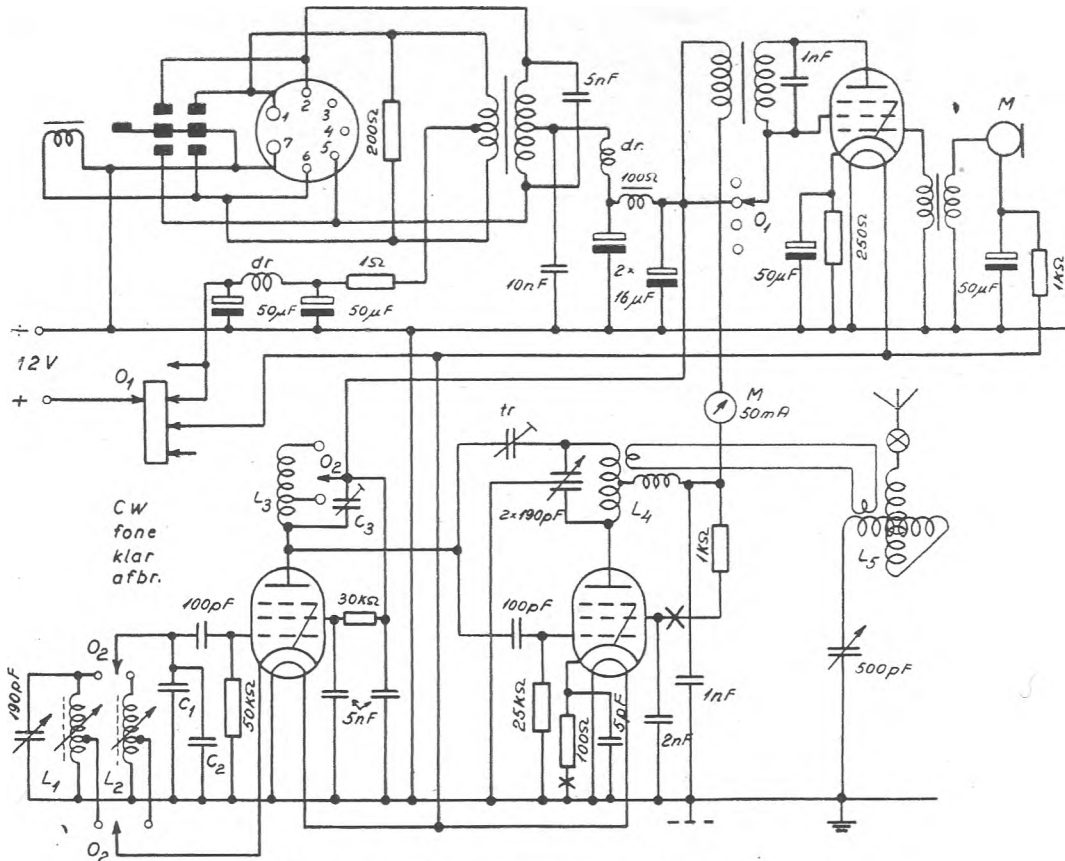 1
2
3
4
5
6
7
200Ω
5nF
dr.
100Ω
10nF
2×
16µF
O1
1nF
M
50µF
250Ω
50µF
1KΩ
dr
1Ω
50µF
50µF
÷
12V
+
O1
CW
fone
klar
afbr.
L3
O2
C3
tr
2×190pF
L4
M
50mA
1KΩ
L5
500pF
100pF
30KΩ
O2
190pF
L1
L2
C1
C2
50KΩ
5nF
100pF
25KΩ
100Ω
5pF
2nF
1nF
O2